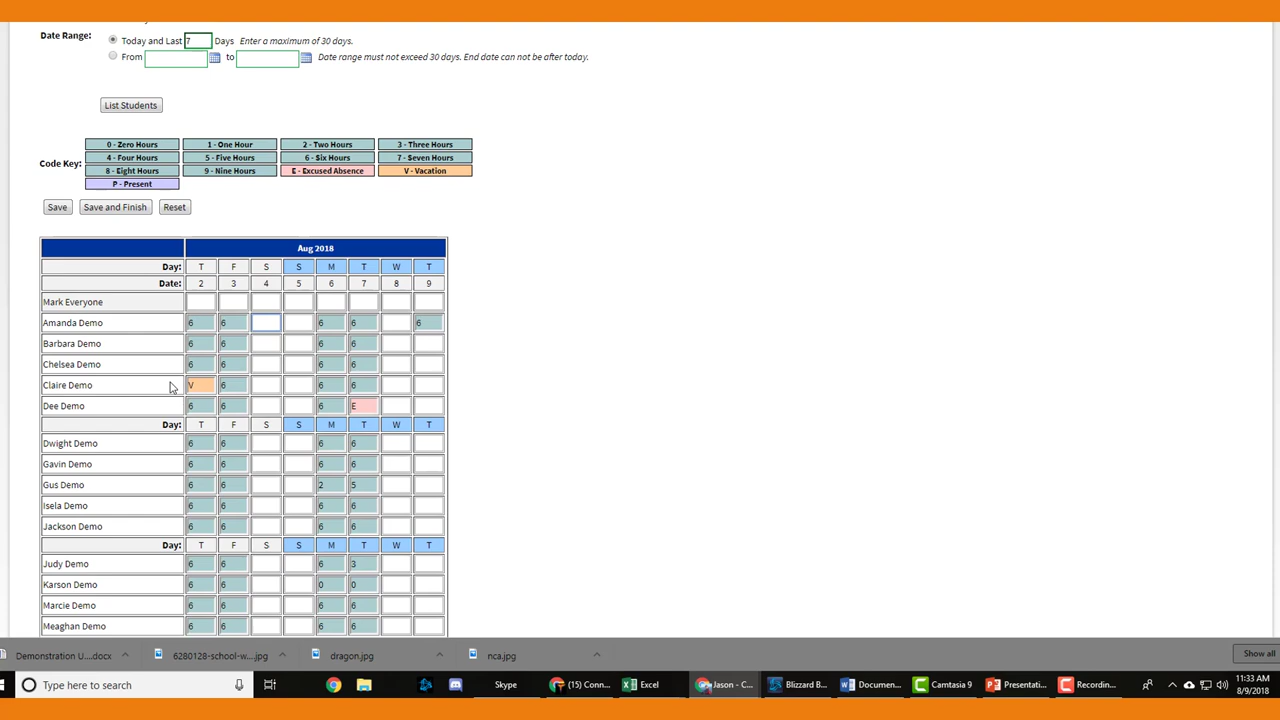 Date Range: Today and Last 7 Days Enter a maximum of 30 days.
From to Date range must not exceed 30 days. End date can not be after today.
List Students
Code Key:
0 - Zero Hours 1 - One Hour 2 - Two Hours 3 - Three Hours
4 - Four Hours 5 - Five Hours 6 - Six Hours 7 - Seven Hours
8 - Eight Hours 9 - Nine Hours E - Excused Absence V - Vacation
P - Present
Save Save and Finish Reset
Aug 2018
Day: T F S S M T W T
Date: 2 3 4 5 6 7 8 9
Mark Everyone
Amanda Demo 6 6 6 6 6
Barbara Demo 6 6 6 6
Chelsea Demo 6 6 6 6
Claire Demo V 6 6 6
Dee Demo 6 6 6 E
Day: T F S S M T W T
Dwight Demo 6 6 6 6
Gavin Demo 6 6 6 6
Gus Demo 6 6 2 5
Isela Demo 6 6 6 6
Jackson Demo 6 6 6 6
Day: T F S S M T W T
Judy Demo 6 6 6 3
Karson Demo 6 6 0 0
Marcie Demo 6 6 6 6
Meaghan Demo 6 6 6 6
Demonstration U....docx 6280128-school-w....jpg dragon.jpg nca.jpg Show all
Type here to search Skype (15) Conn... Excel Jason - C... Blizzard B... Documen... Camtasia 9 Presentati... Recordin... 11:33 AM
8/9/2018